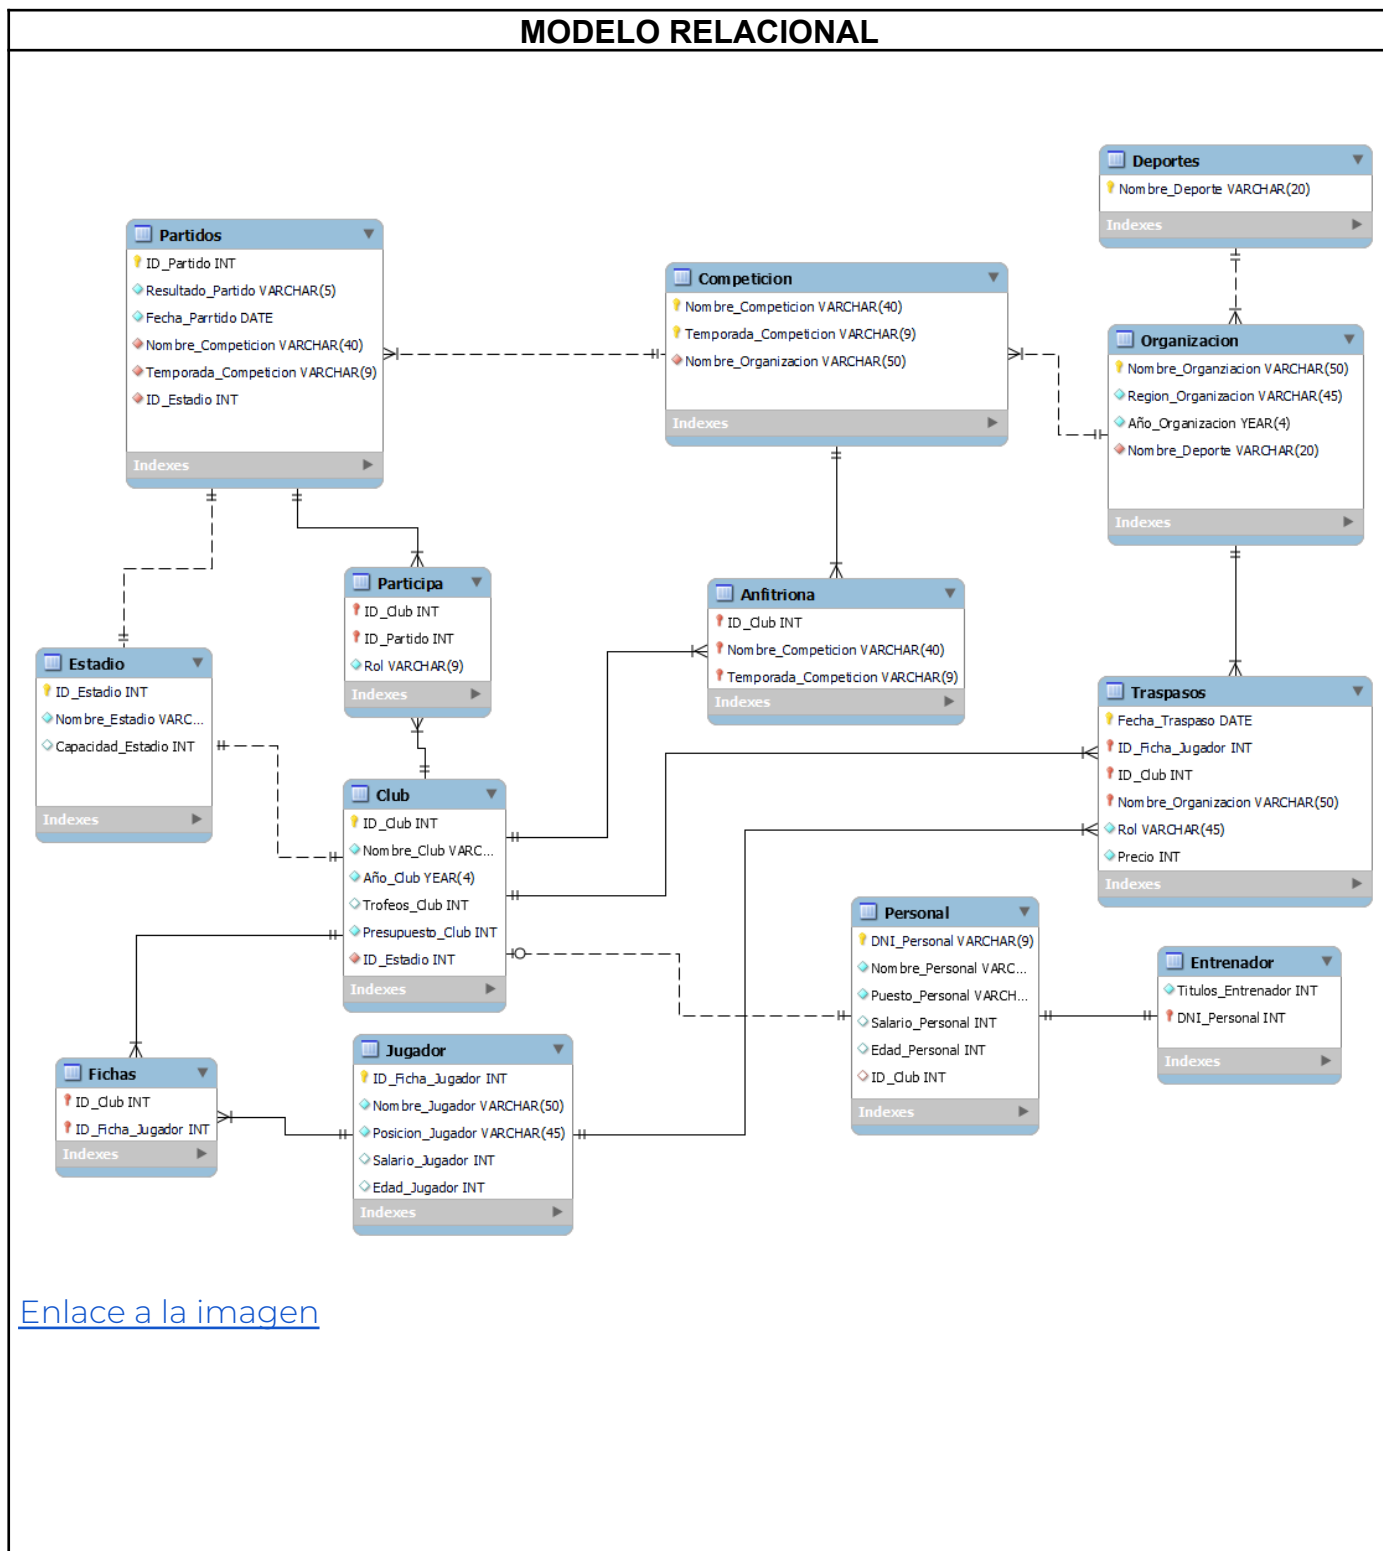 MODELO RELACIONAL
Deportes
Nombre_Deporte VARCHAR(20)
Indexes
Partidos
ID_Partido INT
Resultado_Partido VARCHAR(5)
Fecha_Parrtido DATE
Nombre_Competicion VARCHAR(40)
Temporada_Competicion VARCHAR(9)
ID_Estadio INT
Indexes
Competicion
Nombre_Competicion VARCHAR(40)
Temporada_Competicion VARCHAR(9)
Nombre_Organizacion VARCHAR(50)
Indexes
Organizacion
Nombre_Organziacion VARCHAR(50)
Region_Organizacion VARCHAR(45)
Año_Organizacion YEAR(4)
Nombre_Deporte VARCHAR(20)
Indexes
Participa
ID_Club INT
ID_Partido INT
Rol VARCHAR(9)
Indexes
Anfitriona
ID_Club INT
Nombre_Competicion VARCHAR(40)
Temporada_Competicion VARCHAR(9)
Indexes
Estadio
ID_Estadio INT
Nombre_Estadio VARC...
Capacidad_Estadio INT
Indexes
Traspasos
Fecha_Traspaso DATE
ID_Ficha_Jugador INT
ID_Club INT
Nombre_Organizacion VARCHAR(50)
Rol VARCHAR(45)
Precio INT
Indexes
Club
ID_Club INT
Nombre_Club VARC...
Año_Club YEAR(4)
Trofeos_Club INT
Presupuesto_Club INT
ID_Estadio INT
Indexes
Personal
DNI_Personal VARCHAR(9)
Nombre_Personal VARC...
Puesto_Personal VARCH...
Salario_Personal INT
Edad_Personal INT
ID_Club INT
Indexes
Entrenador
Titulos_Entrenador INT
DNI_Personal INT
Indexes
Fichas
ID_Club INT
ID_Ficha_Jugador INT
Indexes
Jugador
ID_Ficha_Jugador INT
Nombre_Jugador VARCHAR(50)
Posicion_Jugador VARCHAR(45)
Salario_Jugador INT
Edad_Jugador INT
Indexes
Enlace a la imagen